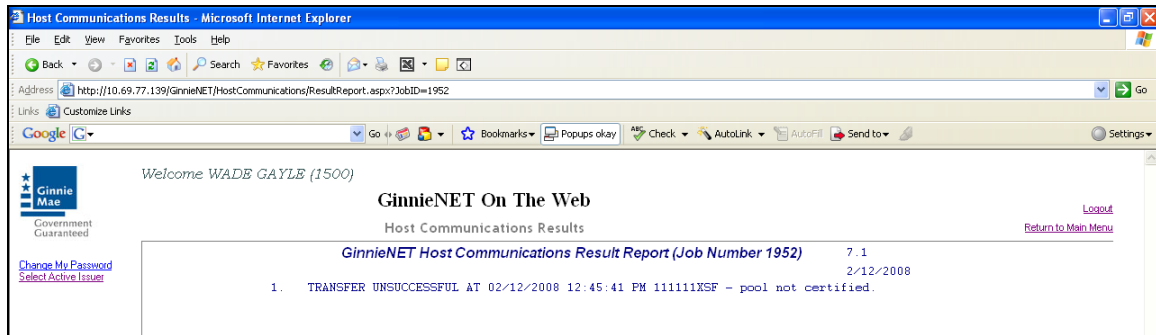 Host Communications Results - Microsoft Internet Explorer
File Edit View Favorites Tools Help
Back Search Favorites
Address http://10.69.77.139/GinnieNET/HostCommunications/ResultReport.aspx?JobID=1952 Go
Links Customize Links
Google G Go Bookmarks Popups okay ABC Check AutoLink AutoFill Send to Settings
Welcome WADE GAYLE (1500)
Ginnie Mae
GinnieNET On The Web
Logout
Government Guaranteed
Host Communications Results
Return to Main Menu
GinnieNET Host Communications Result Report (Job Number 1952) 7.1
Change My Password
2/12/2008
Select Active Issuer
1. TRANSFER UNSUCCESSFUL AT 02/12/2008 12:45:41 PM 111111XSF - pool not certified.